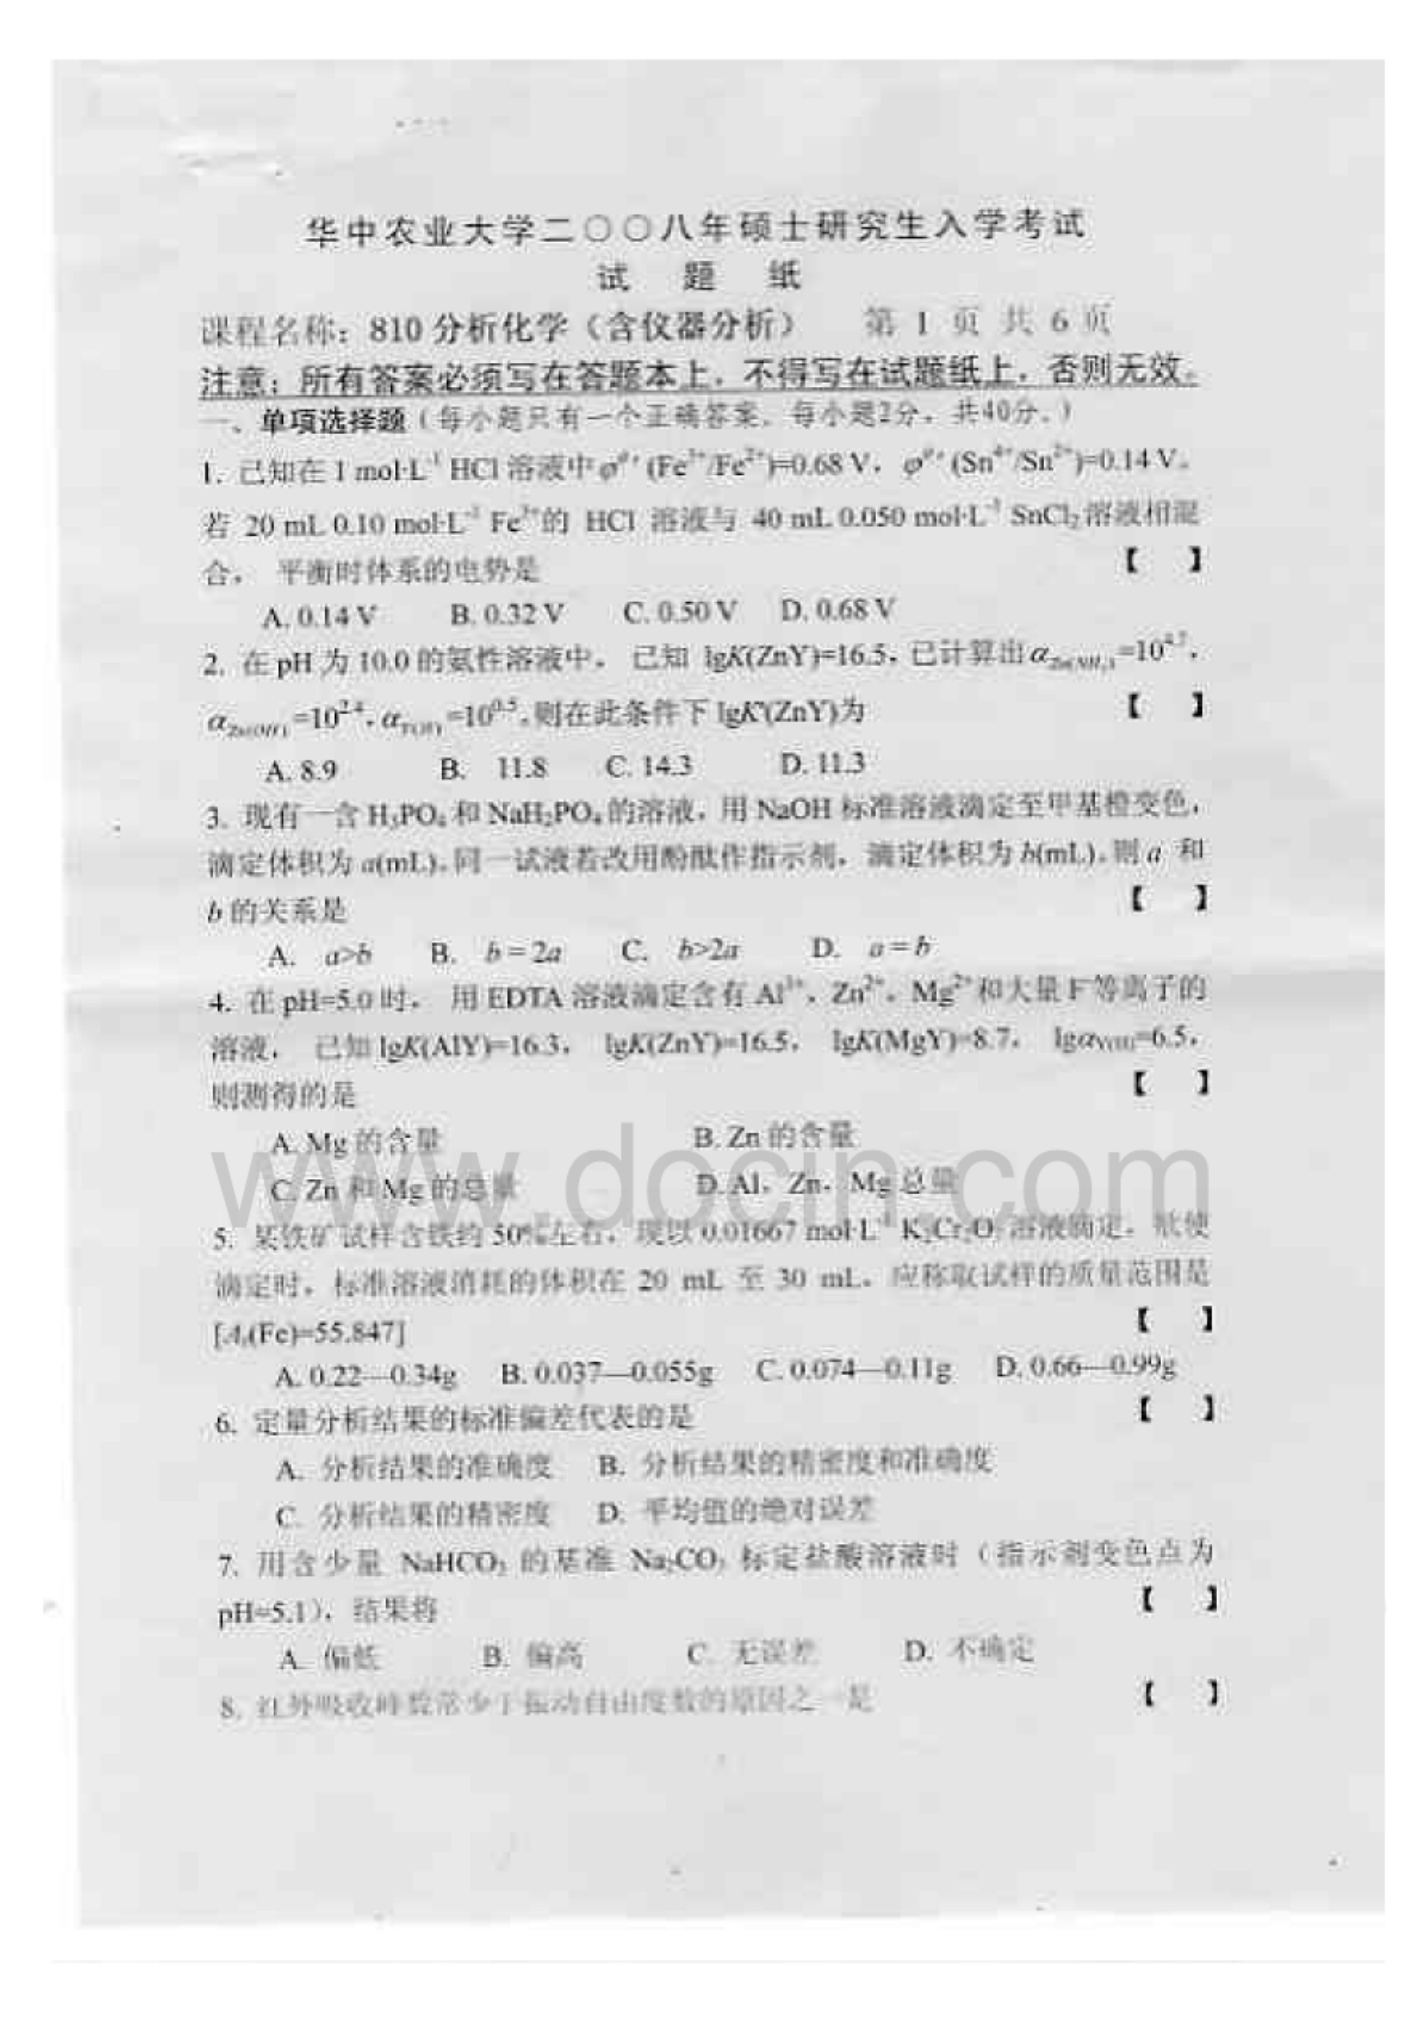 华中农业大学二〇〇八年硕士研究生入学考试
试 题 纸
课程名称：810 分析化学（含仪器分析） 第 1 页 共 6 页
注意：所有答案必须写在答题本上，不得写在试题纸上，否则无效。
一、单项选择题（每小题只有一个正确答案，每小题2分，共40分。）
1. 已知在 1 mol·L⁻¹ HCl 溶液中 φ°′(Fe³⁺/Fe²⁺)=0.68 V，φ°′(Sn⁴⁺/Sn²⁺)=0.14 V。
若 20 mL 0.10 mol·L⁻¹ Fe³⁺的 HCl 溶液与 40 mL 0.050 mol·L⁻¹ SnCl₂溶液相混
合， 平衡时体系的电势是 【 】
A. 0.14 V B. 0.32 V C. 0.50 V D. 0.68 V
2. 在 pH 为 10.0 的氨性溶液中， 已知 lgK(ZnY)=16.5，已计算出 α_Zn(NH₃)=10^4.7，
α_Zn(OH)=10^2.4，α_Y(H)=10^0.5，则在此条件下 lgK'(ZnY)为 【 】
A. 8.9 B. 11.8 C. 14.3 D. 11.3
3. 现有一含 H₃PO₄ 和 NaH₂PO₄ 的溶液，用 NaOH 标准溶液滴定至甲基橙变色，
滴定体积为 a(mL)。同一试液若改用酚酞作指示剂，滴定体积为 b(mL)。则 a 和
b 的关系是 【 】
A. a>b B. b = 2a C. b>2a D. a = b
4. 在 pH=5.0 时， 用 EDTA 溶液滴定含有 Al³⁺，Zn²⁺，Mg²⁺和大量 F⁻等离子的
溶液， 已知 lgK(AlY)=16.3， lgK(ZnY)=16.5， lgK(MgY)=8.7， lgα_Y(H)=6.5，
则测得的是 【 】
A. Mg 的含量 B. Zn 的含量
C. Zn 和 Mg 的总量 D. Al，Zn，Mg 总量
www.docin.com
5. 某铁矿试样含铁约 50%左右，现以 0.01667 mol·L⁻¹ K₂Cr₂O₇ 溶液滴定，欲使
滴定时，标准溶液消耗的体积在 20 mL 至 30 mL，应称取试样的质量范围是
[Aᵣ(Fe)=55.847] 【 】
A. 0.22—0.34g B. 0.037—0.055g C. 0.074—0.11g D. 0.66—0.99g
6. 定量分析结果的标准偏差代表的是 【 】
A. 分析结果的准确度 B. 分析结果的精密度和准确度
C. 分析结果的精密度 D. 平均值的绝对误差
7. 用含少量 NaHCO₃ 的基准 Na₂CO₃ 标定盐酸溶液时（指示剂变色点为
pH=5.1），结果将 【 】
A. 偏低 B. 偏高 C. 无误差 D. 不确定
8. 红外吸收峰数常少于振动自由度数的原因之一是 【 】